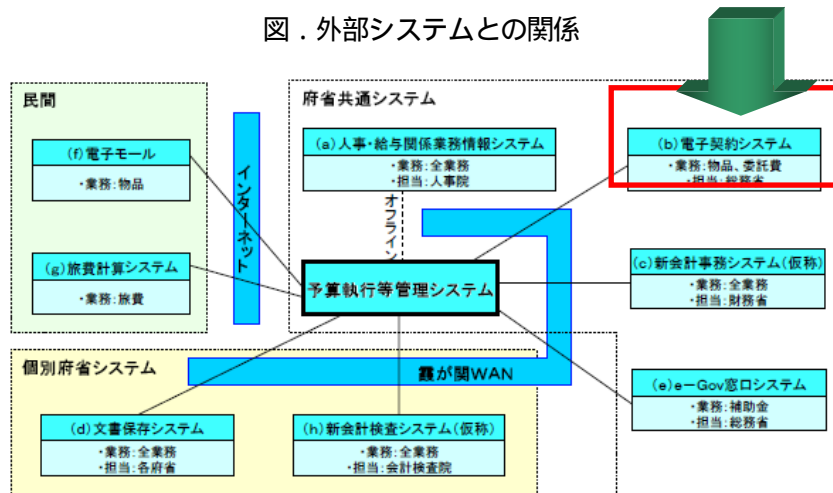 図．外部システムとの関係
民間
(f)電子モール
・業務:物品
(g)旅費計算システム
・業務:旅費
インターネット
府省共通システム
(a)人事・給与関係業務情報システム
・業務:全業務
・担当:人事院
オフライン
(b)電子契約システム
・業務:物品、委託費
・担当:総務省
予算執行等管理システム
(c)新会計事務システム(仮称)
・業務:全業務
・担当:財務省
個別府省システム
霞が関WAN
(e)e－Gov窓口システム
・業務:補助金
・担当:総務省
(d)文書保存システム
・業務:全業務
・担当:各府省
(h)新会計検査システム(仮称)
・業務:全業務
・担当:会計検査院